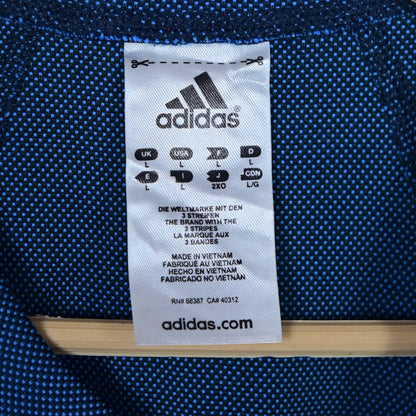 adidas
UK USA F D
L L L L
E I J CDN
L L 2XO L/G
DIE WELTMARKE MIT DEN
3 STREIFEN
THE BRAND WITH THE
3 STRIPES
LA MARQUE AUX
3 BANDES
MADE IN VIETNAM
FABRIQUÉ AU VIETNAM
HECHO EN VIETNAM
FABRICADO NO VIETNAN
RN# 88387 CA# 40312
adidas.com